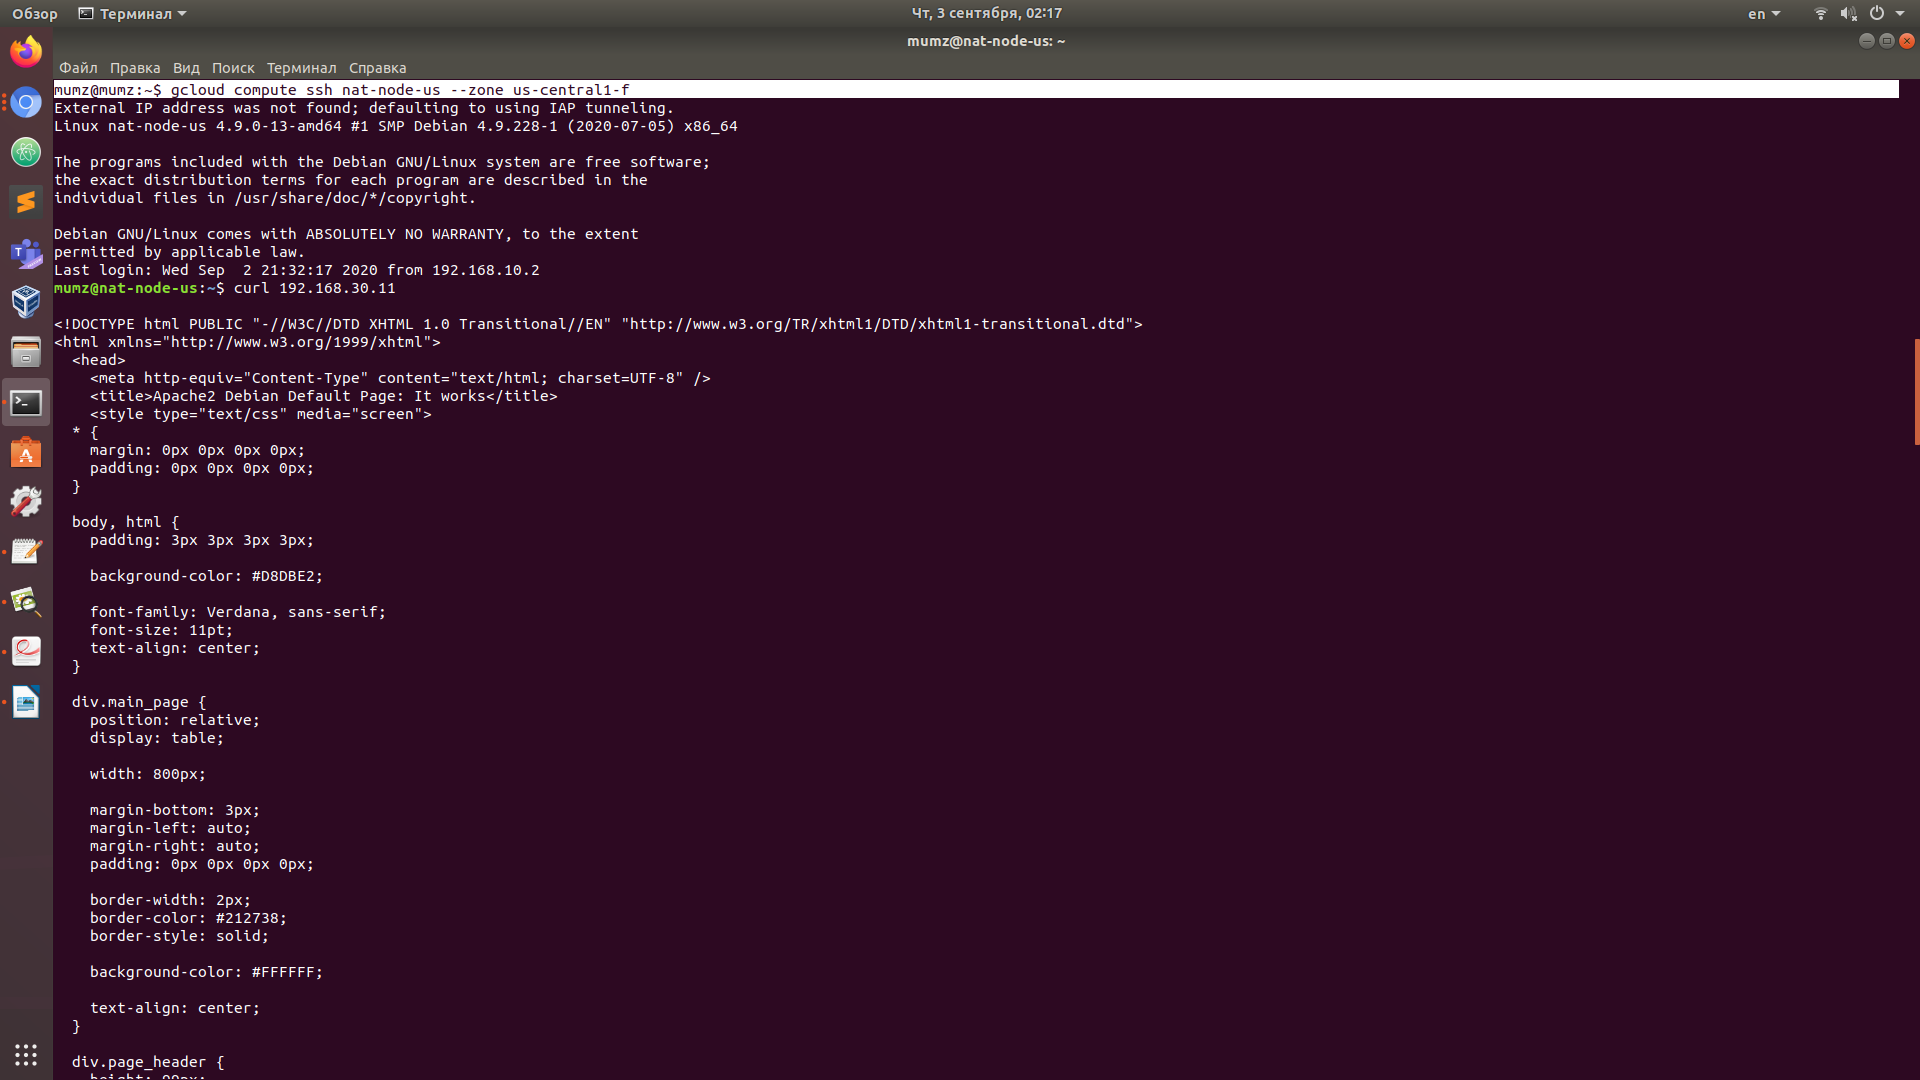 Обзор Терминал Чт, 3 сентября, 02:17 en
mumz@nat-node-us: ~
Файл Правка Вид Поиск Терминал Справка
mumz@mumz:~$ gcloud compute ssh nat-node-us --zone us-central1-f
External IP address was not found; defaulting to using IAP tunneling.
Linux nat-node-us 4.9.0-13-amd64 #1 SMP Debian 4.9.228-1 (2020-07-05) x86_64
The programs included with the Debian GNU/Linux system are free software;
the exact distribution terms for each program are described in the
individual files in /usr/share/doc/*/copyright.
Debian GNU/Linux comes with ABSOLUTELY NO WARRANTY, to the extent
permitted by applicable law.
Last login: Wed Sep  2 21:32:17 2020 from 192.168.10.2
mumz@nat-node-us:~$ curl 192.168.30.11
<!DOCTYPE html PUBLIC "-//W3C//DTD XHTML 1.0 Transitional//EN" "http://www.w3.org/TR/xhtml1/DTD/xhtml1-transitional.dtd">
<html xmlns="http://www.w3.org/1999/xhtml">
  <head>
    <meta http-equiv="Content-Type" content="text/html; charset=UTF-8" />
    <title>Apache2 Debian Default Page: It works</title>
    <style type="text/css" media="screen">
  * {
    margin: 0px 0px 0px 0px;
    padding: 0px 0px 0px 0px;
  }
  body, html {
    padding: 3px 3px 3px 3px;
    background-color: #D8DBE2;
    font-family: Verdana, sans-serif;
    font-size: 11pt;
    text-align: center;
  }
  div.main_page {
    position: relative;
    display: table;
    width: 800px;
    margin-bottom: 3px;
    margin-left: auto;
    margin-right: auto;
    padding: 0px 0px 0px 0px;
    border-width: 2px;
    border-color: #212738;
    border-style: solid;
    background-color: #FFFFFF;
    text-align: center;
  }
  div.page_header {